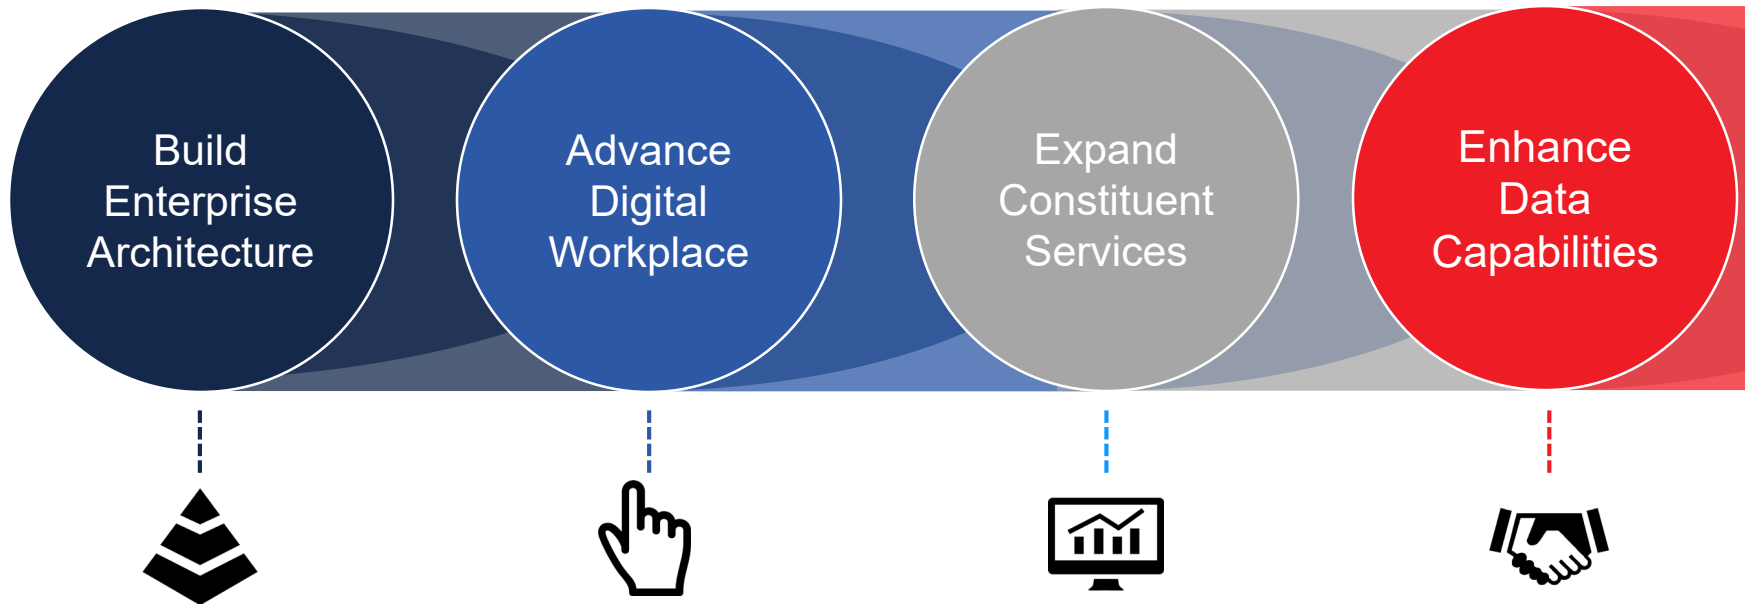 Build
Enterprise
Architecture
Advance
Digital
Workplace
Expand
Constituent
Services
Enhance
Data
Capabilities